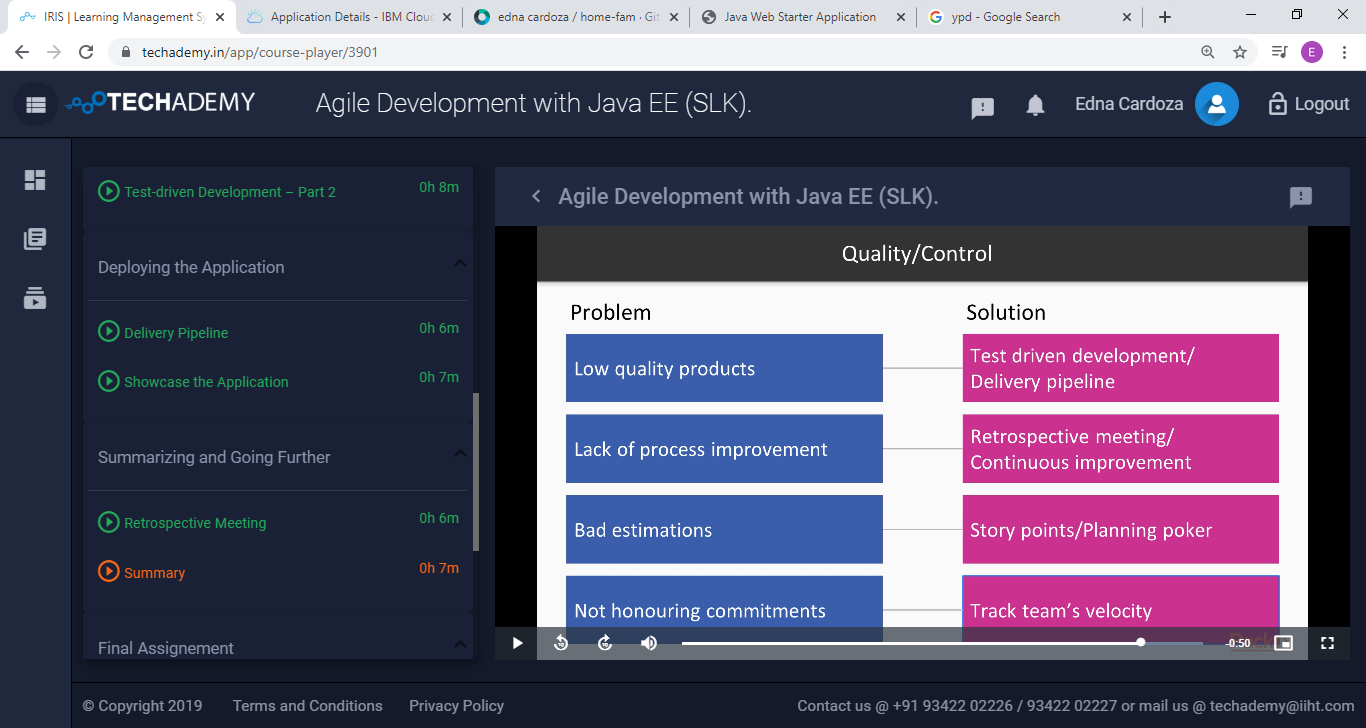 IRIS | Learning Management Sy
Application Details - IBM Cloud
edna cardoza / home-fam · Git
Java Web Starter Application
ypd - Google Search
techademy.in/app/course-player/3901
E
TECHADEMY
Agile Development with Java EE (SLK).
Edna Cardoza
Logout
Test-driven Development – Part 2
0h 8m
Deploying the Application
Delivery Pipeline
0h 6m
Showcase the Application
0h 7m
Summarizing and Going Further
Retrospective Meeting
0h 6m
Summary
0h 7m
Final Assignement
Agile Development with Java EE (SLK).
Quality/Control
Problem
Solution
Low quality products
Test driven development/
Delivery pipeline
Lack of process improvement
Retrospective meeting/
Continuous improvement
Bad estimations
Story points/Planning poker
Not honouring commitments
Track team's velocity
-0:50
© Copyright 2019
Terms and Conditions
Privacy Policy
Contact us @ +91 93422 02226 / 93422 02227 or mail us @ techademy@iiht.com